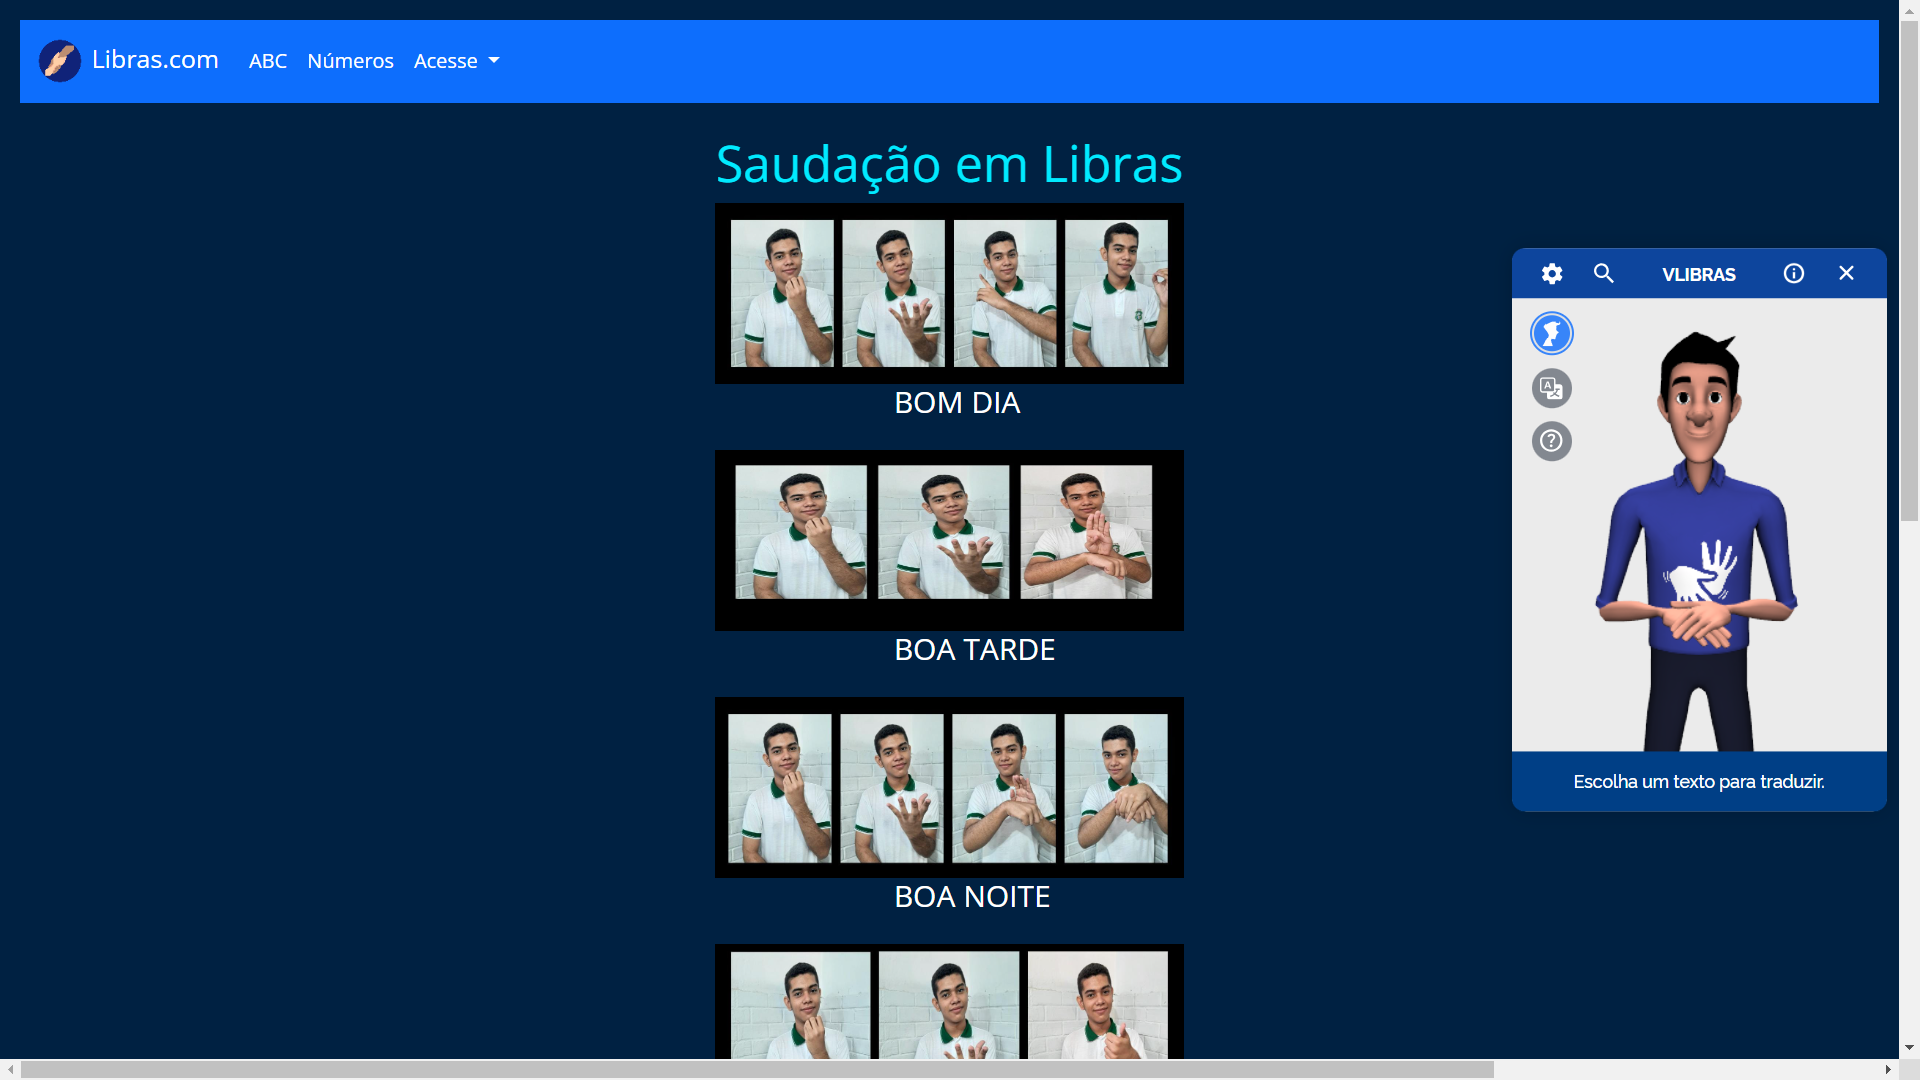 Libras.com
ABC
Números
Acesse
Saudação em Libras
BOM DIA
BOA TARDE
BOA NOITE
VLIBRAS
Escolha um texto para traduzir.